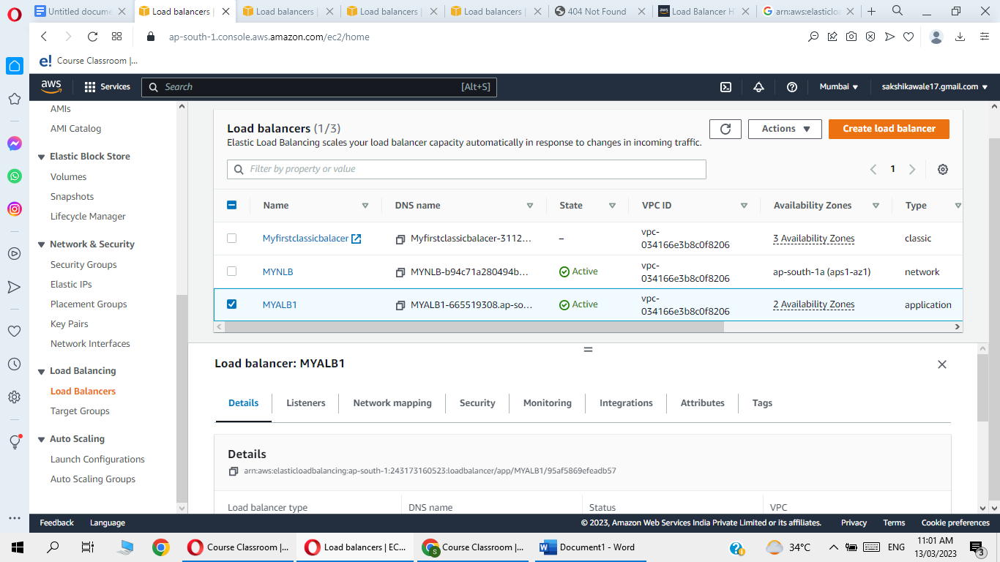 Untitled docume
Load balancers |
Load balancers |
Load balancers |
Load balancers
404 Not Found
Load Balancer H
arn:aws:elasticloa
ap-south-1.console.aws.amazon.com/ec2/home
e! Course Classroom |...
aws
Services
Search
[Alt+S]
Mumbai
sakshikawale17.gmail.com
AMIs
AMI Catalog
Elastic Block Store
Volumes
Snapshots
Lifecycle Manager
Network & Security
Security Groups
Elastic IPs
Placement Groups
Key Pairs
Network Interfaces
Load Balancing
Load Balancers
Target Groups
Auto Scaling
Launch Configurations
Auto Scaling Groups
Load balancers (1/3)
Elastic Load Balancing scales your load balancer capacity automatically in response to changes in incoming traffic.
Actions
Create load balancer
Filter by property or value
1
Name DNS name State VPC ID Availability Zones Type
Myfirstclassicbalacer Myfirstclassicbalacer-3112... – vpc-034166e3b8c0f8206 3 Availability Zones classic
MYNLB MYNLB-b94c71a280494b... Active vpc-034166e3b8c0f8206 ap-south-1a (aps1-az1) network
MYALB1 MYALB1-665519308.ap-so... Active vpc-034166e3b8c0f8206 2 Availability Zones application
Load balancer: MYALB1
Details Listeners Network mapping Security Monitoring Integrations Attributes Tags
Details
arn:aws:elasticloadbalancing:ap-south-1:243173160523:loadbalancer/app/MYALB1/95af5869efeadb57
Load balancer type DNS name Status VPC
Feedback Language
© 2023, Amazon Web Services India Private Limited or its affiliates. Privacy Terms Cookie preferences
Course Classroom |...
Load balancers | EC...
Course Classroom |...
Document1 - Word
34°C
ENG
11:01 AM
13/03/2023
3